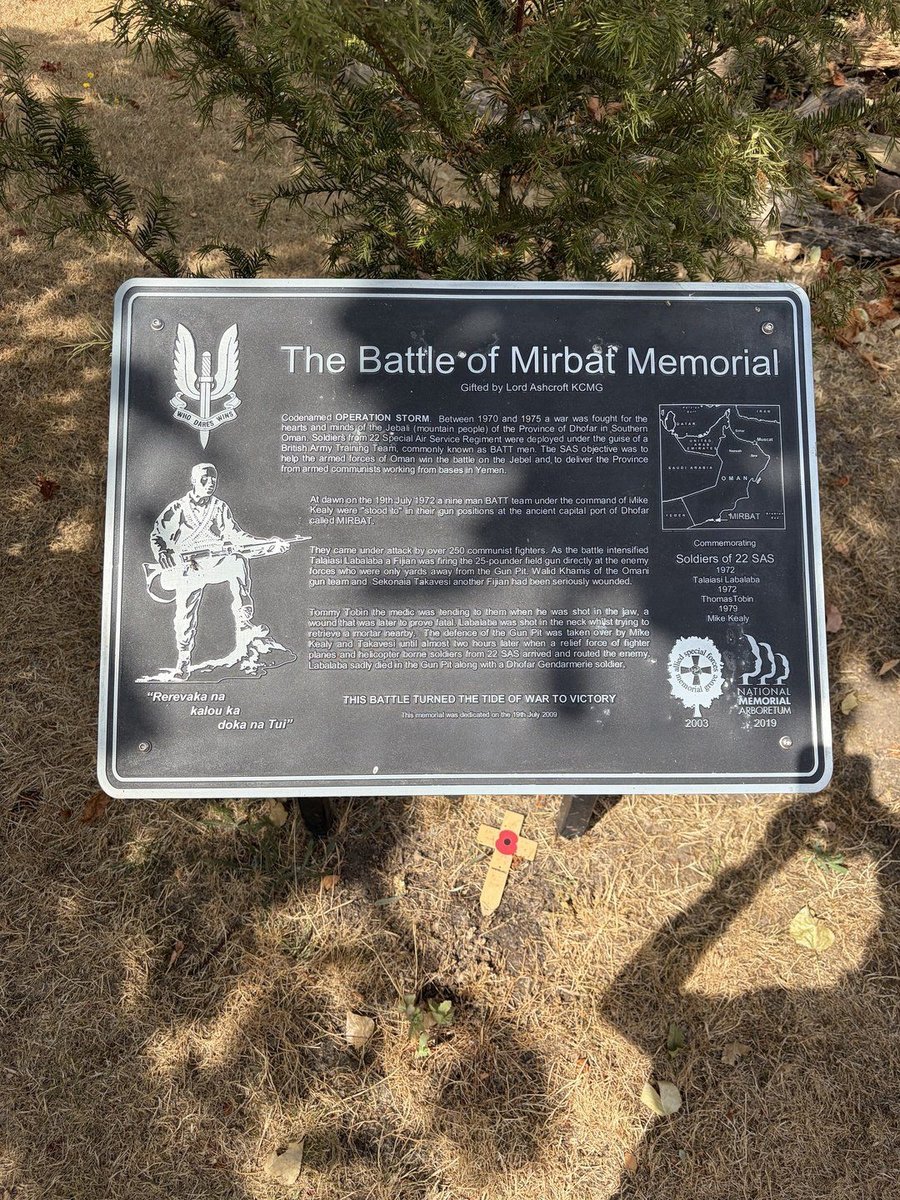 The Battle of Mirbat Memorial
Gifted by Lord Ashcroft KCMG
WHO DARES WINS
Codenamed OPERATION STORM. Between 1970 and 1975 a war was fought for the
hearts and minds of the Jebali (mountain people) of the Province of Dhofar in Southern
Oman. Soldiers from 22 Special Air Service Regiment were deployed under the guise of a
British Army Training Team, commonly known as BATT men. The SAS objective was to
help the armed forces of Oman win the battle on the Jebel and to deliver the Province
from armed communists working from bases in Yemen.
At dawn on the 19th July 1972 a nine man BATT team under the command of Mike
Kealy were "stood to" in their gun positions at the ancient capital port of Dhofar
called MIRBAT.
They came under attack by over 250 communist fighters. As the battle intensified
Talaiasi Labalaba a Fijian was firing the 25-pounder field gun directly at the enemy
forces who were only yards away from the Gun Pit. Walid Khamis of the Omani
gun team and Sekonaia Takavesi another Fijian had been seriously wounded.
Tommy Tobin the medic was tending to them when he was shot in the jaw, a
wound that was later to prove fatal. Labalaba was shot in the neck whilst trying to
retrieve a mortar nearby. The defence of the Gun Pit was taken over by Mike
Kealy and Takavesi until almost two hours later when a relief force of fighter
planes and helicopter borne soldiers from 22 SAS arrived and routed the enemy.
Labalaba sadly died in the Gun Pit along with a Dhofar Gendarmerie soldier.
THIS BATTLE TURNED THE TIDE OF WAR TO VICTORY
This memorial was dedicated on the 19th July 2009
"Rerevaka na
kalou ka
doka na Tui"
IRAN
QATAR
UNITED
ARAB
EMIRATES
Muscat
SAUDI ARABIA
OMAN
YEMEN
MIRBAT
Commemorating
Soldiers of 22 SAS
1972
Talaiasi Labalaba
1972
ThomasTobin
1979
Mike Kealy
allied special forces
memorial grove
2003
NATIONAL
MEMORIAL
ARBORETUM
2019